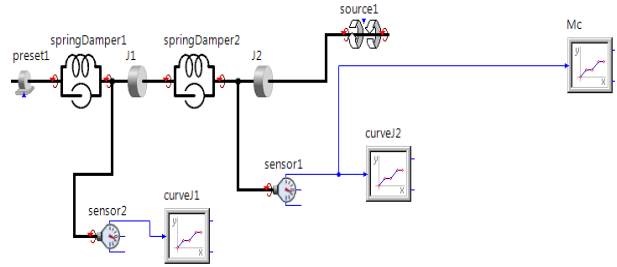 source1
Mc
springDamper1
springDamper2
preset1
J1
J2
y
x
curveJ2
sensor1
y
x
curveJ1
sensor2
y
x